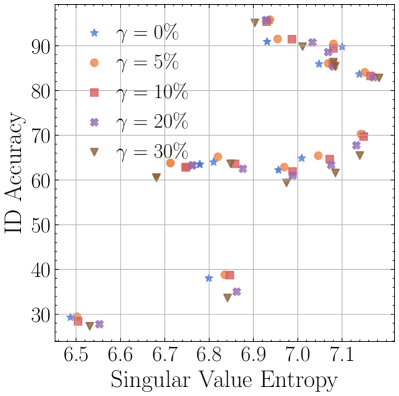 90
80
70
60
50
40
30
ID Accuracy
γ = 0%
γ = 5%
γ = 10%
γ = 20%
γ = 30%
6.5 6.6 6.7 6.8 6.9 7.0 7.1
Singular Value Entropy